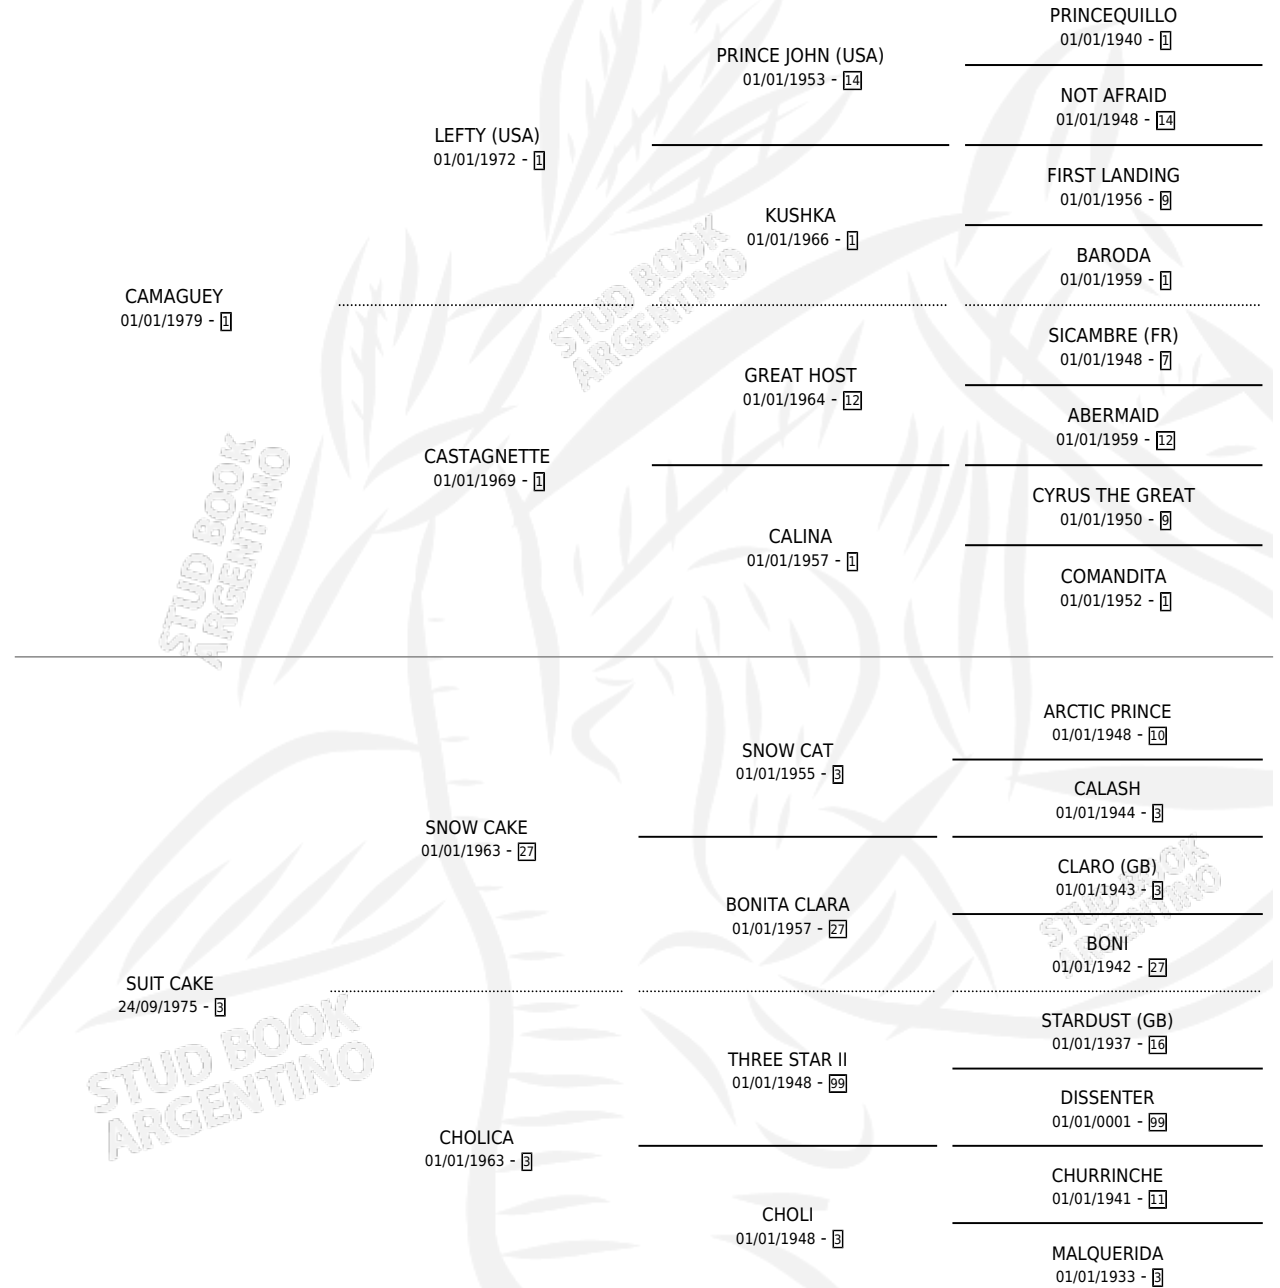 PRINCEQUILLO
01/01/1940 - 1
PRINCE JOHN (USA)
01/01/1953 - 14
NOT AFRAID
01/01/1948 - 14
LEFTY (USA)
01/01/1972 - 1
FIRST LANDING
01/01/1956 - 9
KUSHKA
01/01/1966 - 1
BARODA
01/01/1959 - 1
CAMAGUEY
01/01/1979 - 1
STUD BOOK
ARGENTINO
SICAMBRE (FR)
01/01/1948 - 7
GREAT HOST
01/01/1964 - 12
ABERMAID
01/01/1959 - 12
CASTAGNETTE
01/01/1969 - 1
CYRUS THE GREAT
01/01/1950 - 9
CALINA
01/01/1957 - 1
COMANDITA
01/01/1952 - 1
STUD BOOK
ARGENTINO
ARCTIC PRINCE
01/01/1948 - 10
SNOW CAT
01/01/1955 - 3
CALASH
01/01/1944 - 3
SNOW CAKE
01/01/1963 - 27
CLARO (GB)
01/01/1943 - 3
BONITA CLARA
01/01/1957 - 27
STUD BOOK
ARGENTINO
BONI
01/01/1942 - 27
SUIT CAKE
24/09/1975 - 3
STARDUST (GB)
01/01/1937 - 16
THREE STAR II
01/01/1948 - 99
DISSENTER
01/01/0001 - 99
STUD BOOK
ARGENTINO
CHOLICA
01/01/1963 - 3
CHURRINCHE
01/01/1941 - 11
CHOLI
01/01/1948 - 3
MALQUERIDA
01/01/1933 - 3